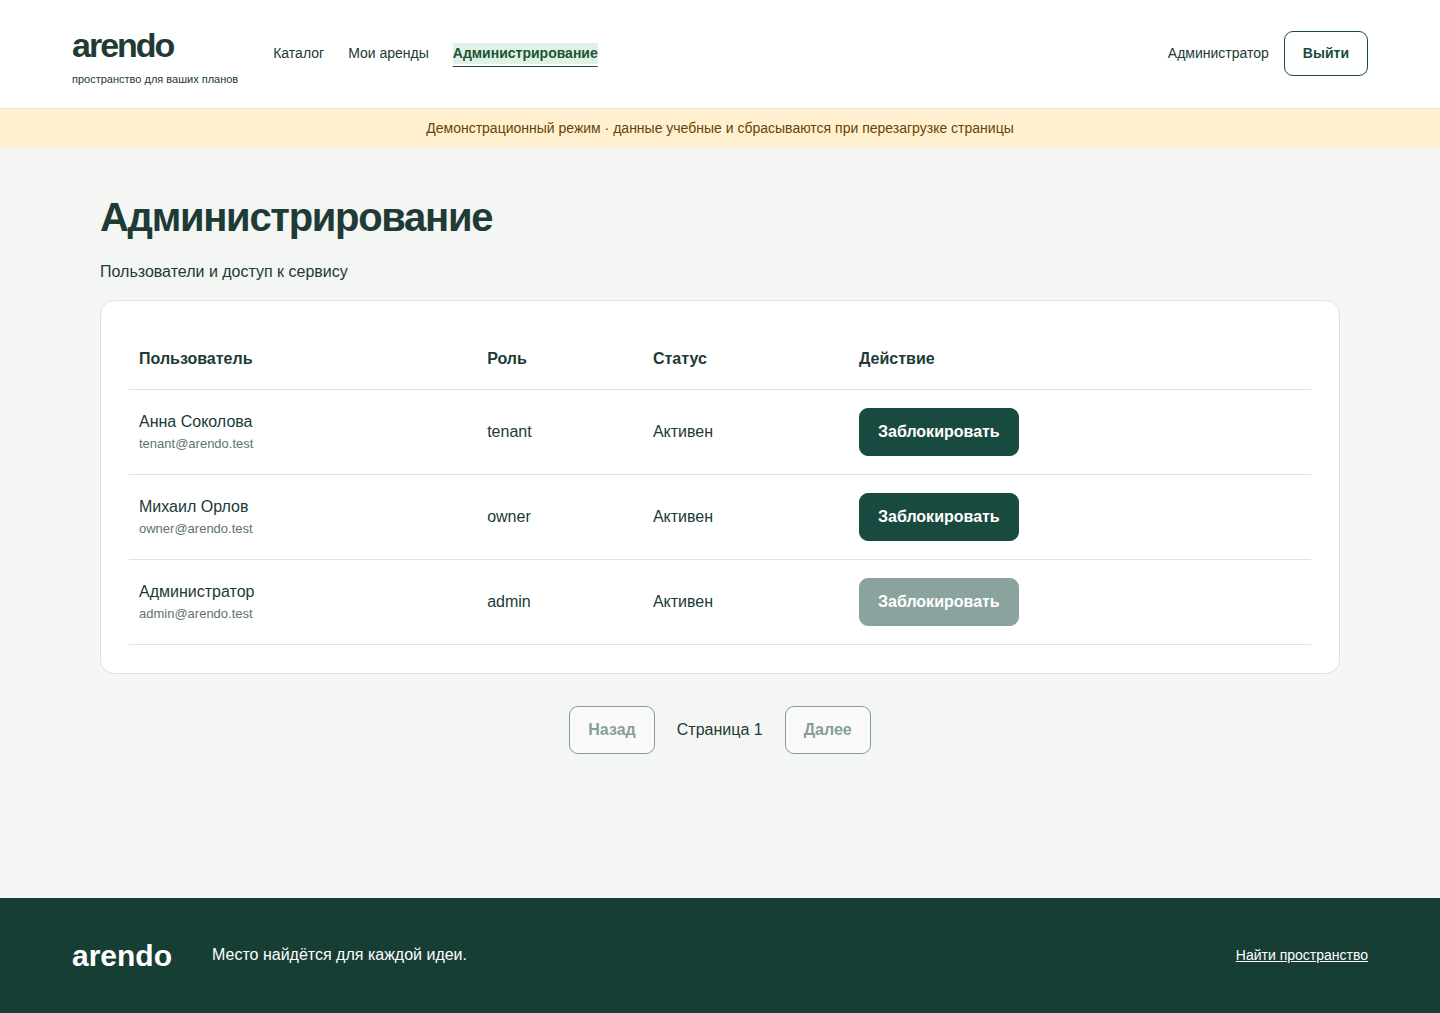 arendo
пространство для ваших планов
Каталог
Мои аренды
Администрирование
Администратор
Выйти
Демонстрационный режим · данные учебные и сбрасываются при перезагрузке страницы
Администрирование
Пользователи и доступ к сервису
Пользователь Роль Статус Действие
Анна Соколова
tenant@arendo.test
tenant Активен Заблокировать
Михаил Орлов
owner@arendo.test
owner Активен Заблокировать
Администратор
admin@arendo.test
admin Активен Заблокировать
Назад Страница 1 Далее
arendo
Место найдётся для каждой идеи.
Найти пространство